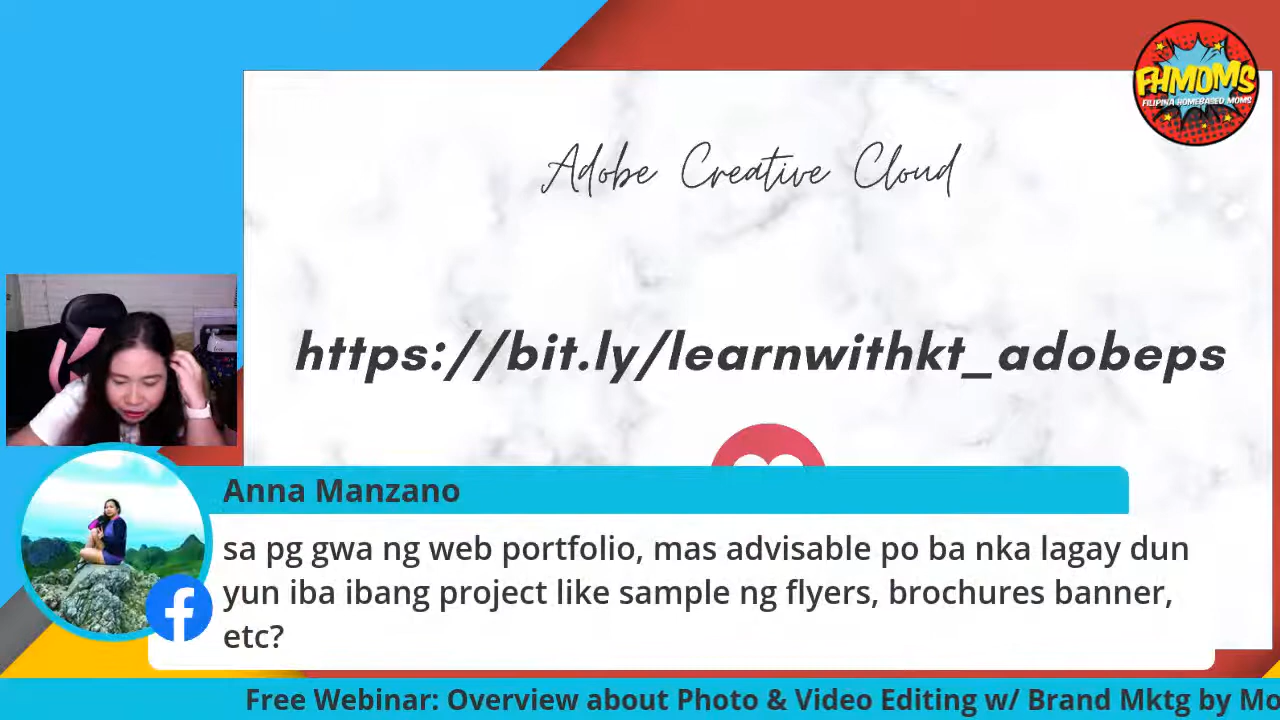 FHMOMS
FILIPINA HOMEBASED MOMS
Adobe Creative Cloud
https://bit.ly/learnwithkt_adobeps
Anna Manzano
sa pg gwa ng web portfolio, mas advisable po ba nka lagay dun
yun iba ibang project like sample ng flyers, brochures banner,
etc?
Free Webinar: Overview about Photo & Video Editing w/ Brand Mktg by Mo